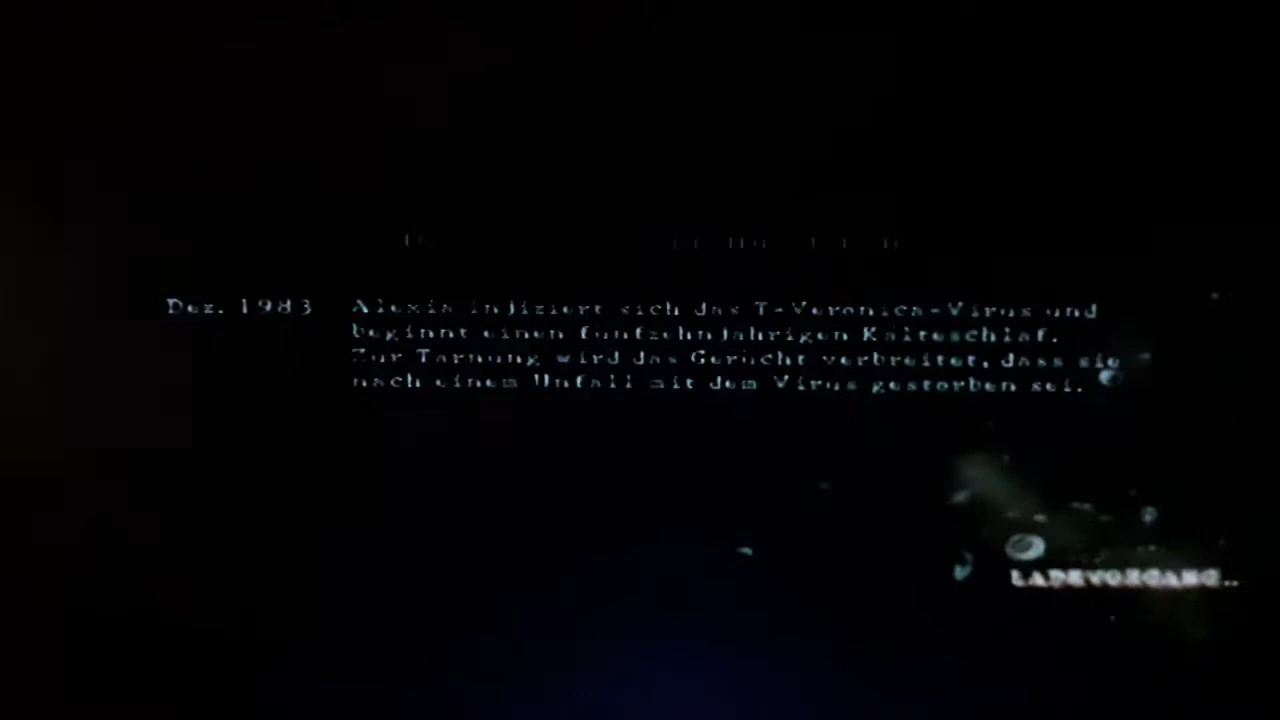 Dez. 1983 Alexia infiziert sich das T-Veronica-Virus und
beginnt einen fünfzehnjährigen Kälteschlaf.
Zur Tarnung wird das Gerücht verbreitet, dass sie
nach einem Unfall mit dem Virus gestorben sei.
LADEVORGANG..